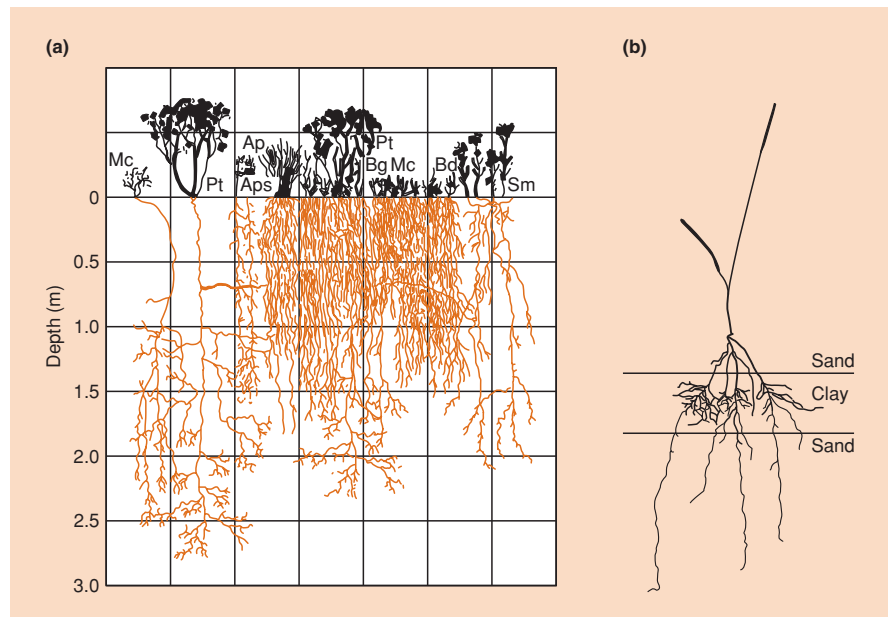 (a)
(b)
Mc
Pt
Ap
Aps
Pt
Bg Mc
Bd
Sm
0
0.5
1.0
1.5
2.0
2.5
3.0
Depth (m)
Sand
Clay
Sand